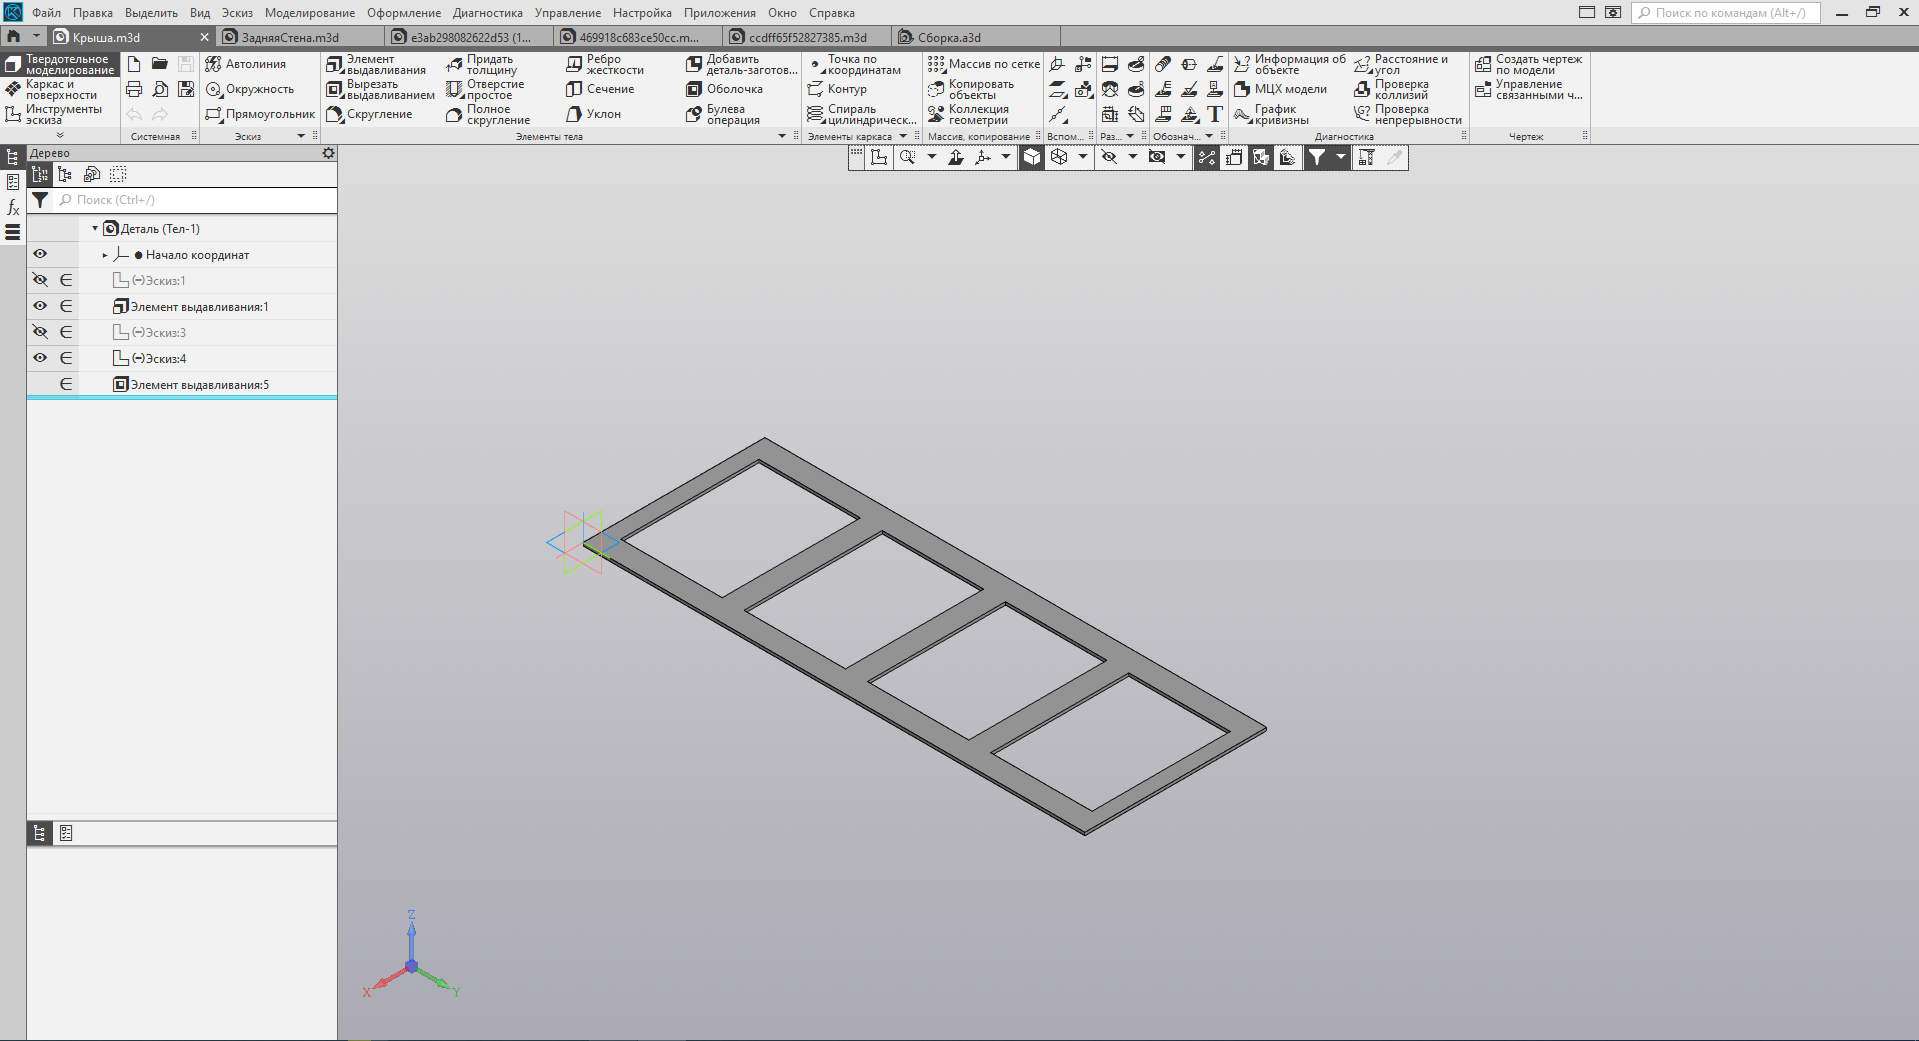 Файл Правка Выделить Вид Эскиз Моделирование Оформление Диагностика Управление Настройка Приложения Окно Справка Поиск по командам (Alt+/)
Крыша.m3d ЗадняяСтена.m3d e3ab298082622d53 (1... 469918c683ce50cc.m... ccdff65f52827385.m3d Сборка.a3d
Твердотельное моделирование
Каркас и поверхности
Инструменты эскиза
Системная
Автолиния
Окружность
Прямоугольник
Эскиз
Элемент выдавливания
Вырезать выдавливанием
Скругление
Придать толщину
Отверстие простое
Полное скругление
Ребро жесткости
Сечение
Уклон
Добавить деталь-заготов...
Оболочка
Булева операция
Элементы тела
Точка по координатам
Контур
Спираль цилиндрическ...
Элементы каркаса
Массив по сетке
Копировать объекты
Коллекция геометрии
Массив, копирование
Вспом...
Раз...
Обознач...
Информация об объекте
МЦХ модели
График кривизны
Расстояние и угол
Проверка коллизий
Проверка непрерывности
Диагностика
Создать чертеж по модели
Управление связанными ч...
Чертеж
Дерево
Поиск (Ctrl+/)
Деталь (Тел-1)
Начало координат
(-)Эскиз:1
Элемент выдавливания:1
(-)Эскиз:3
(-)Эскиз:4
Элемент выдавливания:5
Z
X
Y